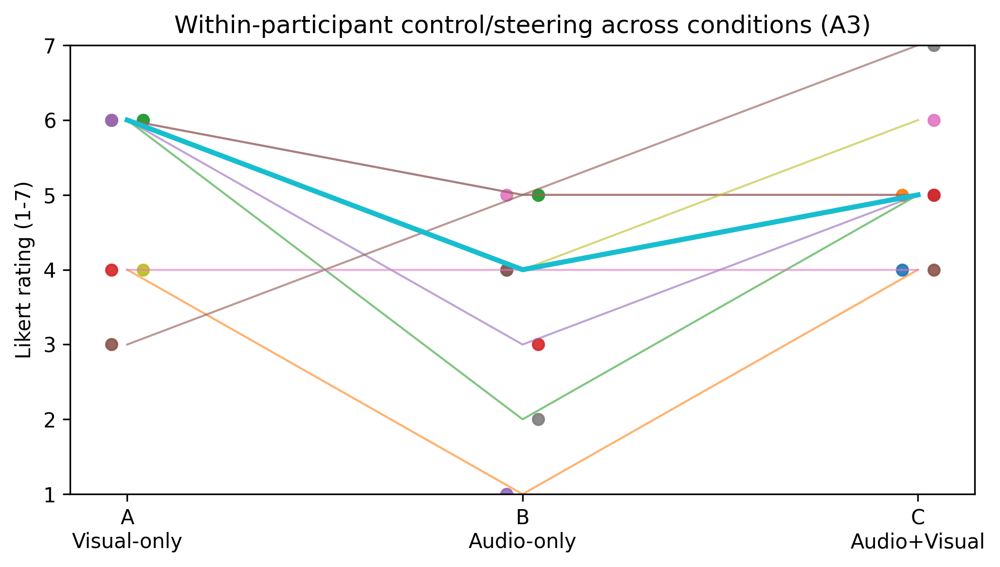 Within-participant control/steering across conditions (A3)
Likert rating (1-7)
7
6
5
4
3
2
1
A
Visual-only
B
Audio-only
C
Audio+Visual